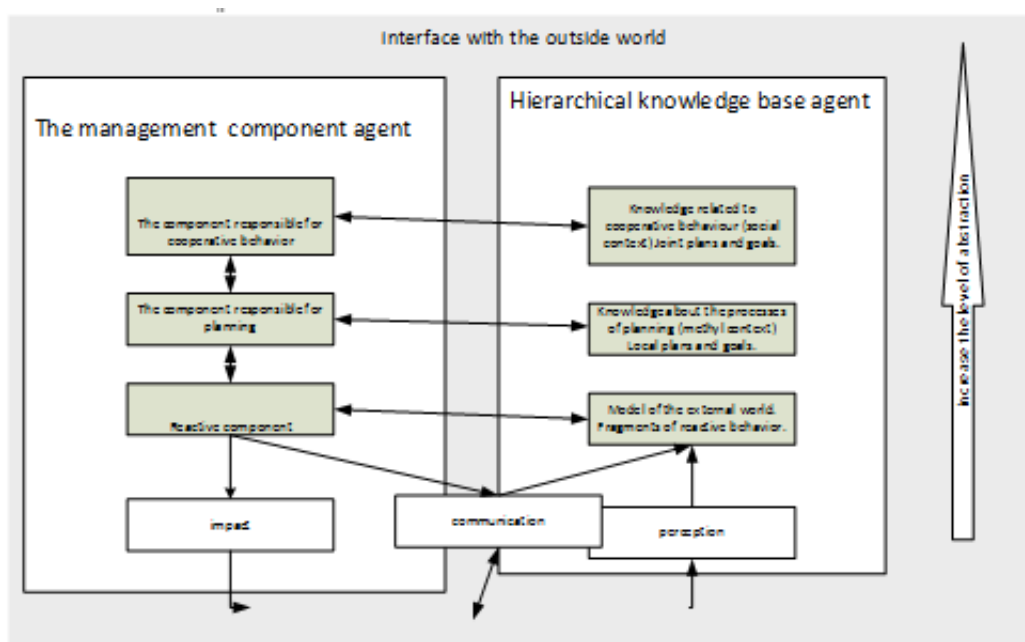 Interface with the outside world
The management component agent
Hierarchical knowledge base agent
The component responsible for
cooperative behavior
Knowledge related to
cooperative behaviour (social
context) Joint plans and goals.
The component responsible for
planning
Knowledge about the processes
of planning (methyl context)
Local plans and goals.
Reactive component
Model of the external world.
Fragments of reactive behavior.
impact
communication
perception
increase the level of abstraction